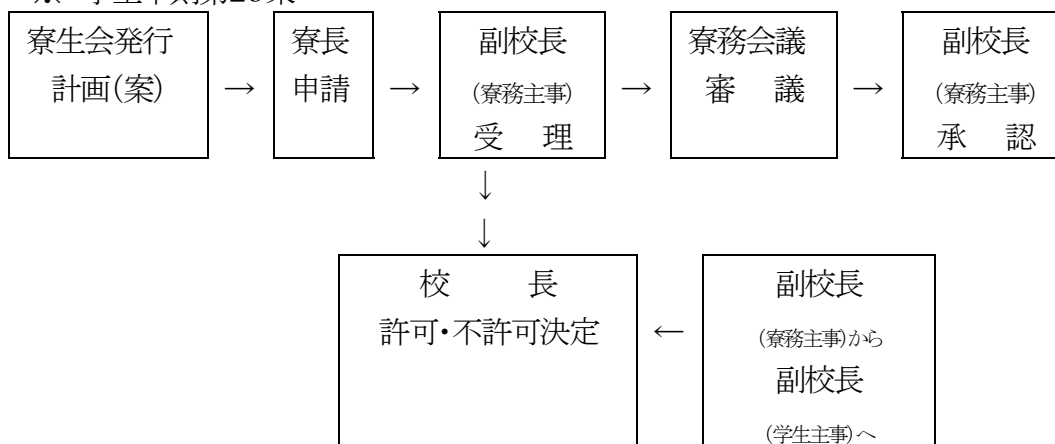 寮生会発行
計画(案)
→
寮長
申請
→
副校長
(寮務主事)
受 理
→
寮務会議
審 議
→
副校長
(寮務主事)
承 認
↓
↓
校 長
許可・不許可決定
←
副校長
(寮務主事)から
副校長
(学生主事)へ